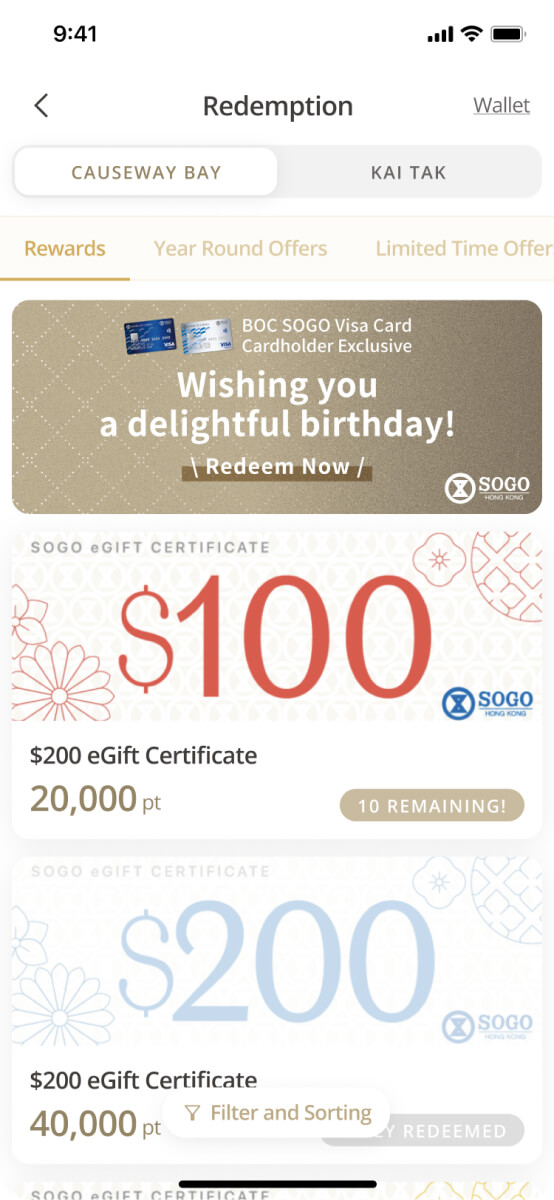 9:41
Redemption
Wallet
CAUSEWAY BAY
KAI TAK
Rewards
Year Round Offers
Limited Time Offer
BOC SOGO Visa Card
Cardholder Exclusive
Wishing you
a delightful birthday!
\ Redeem Now /
SOGO
HONG KONG
SOGO eGIFT CERTIFICATE
$100
SOGO
HONG KONG
$200 eGift Certificate
20,000 pt
10 REMAINING!
SOGO eGIFT CERTIFICATE
$200
SOGO
HONG KONG
$200 eGift Certificate
40,000 pt
Filter and Sorting
Y REDEEMED
SOGO eGIFT CERTIFICATE